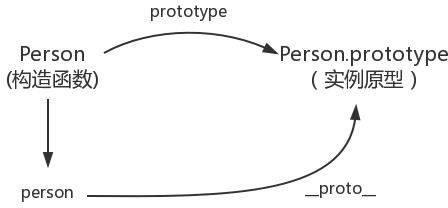 prototype
Person
(构造函数)
Person.prototype
（实例原型）
person
__proto__